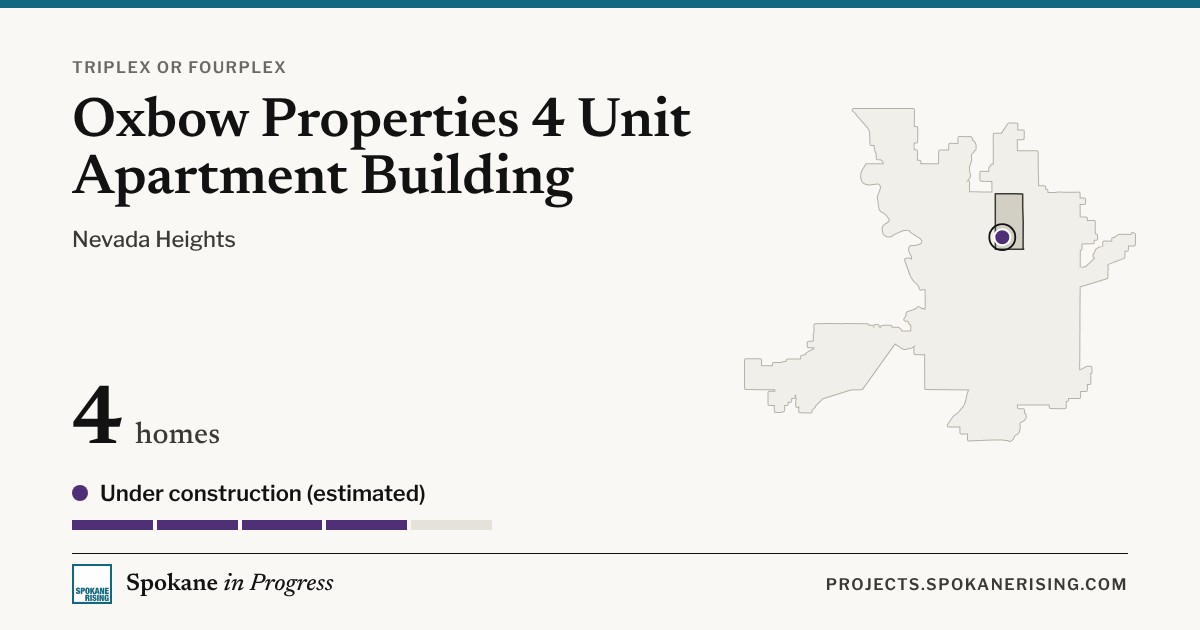 TRIPLEX OR FOURPLEX
Oxbow Properties 4 Unit
Apartment Building
Nevada Heights
4 homes
Under construction (estimated)
SPOKANE
RISING
Spokane in Progress
PROJECTS.SPOKANERISING.COM